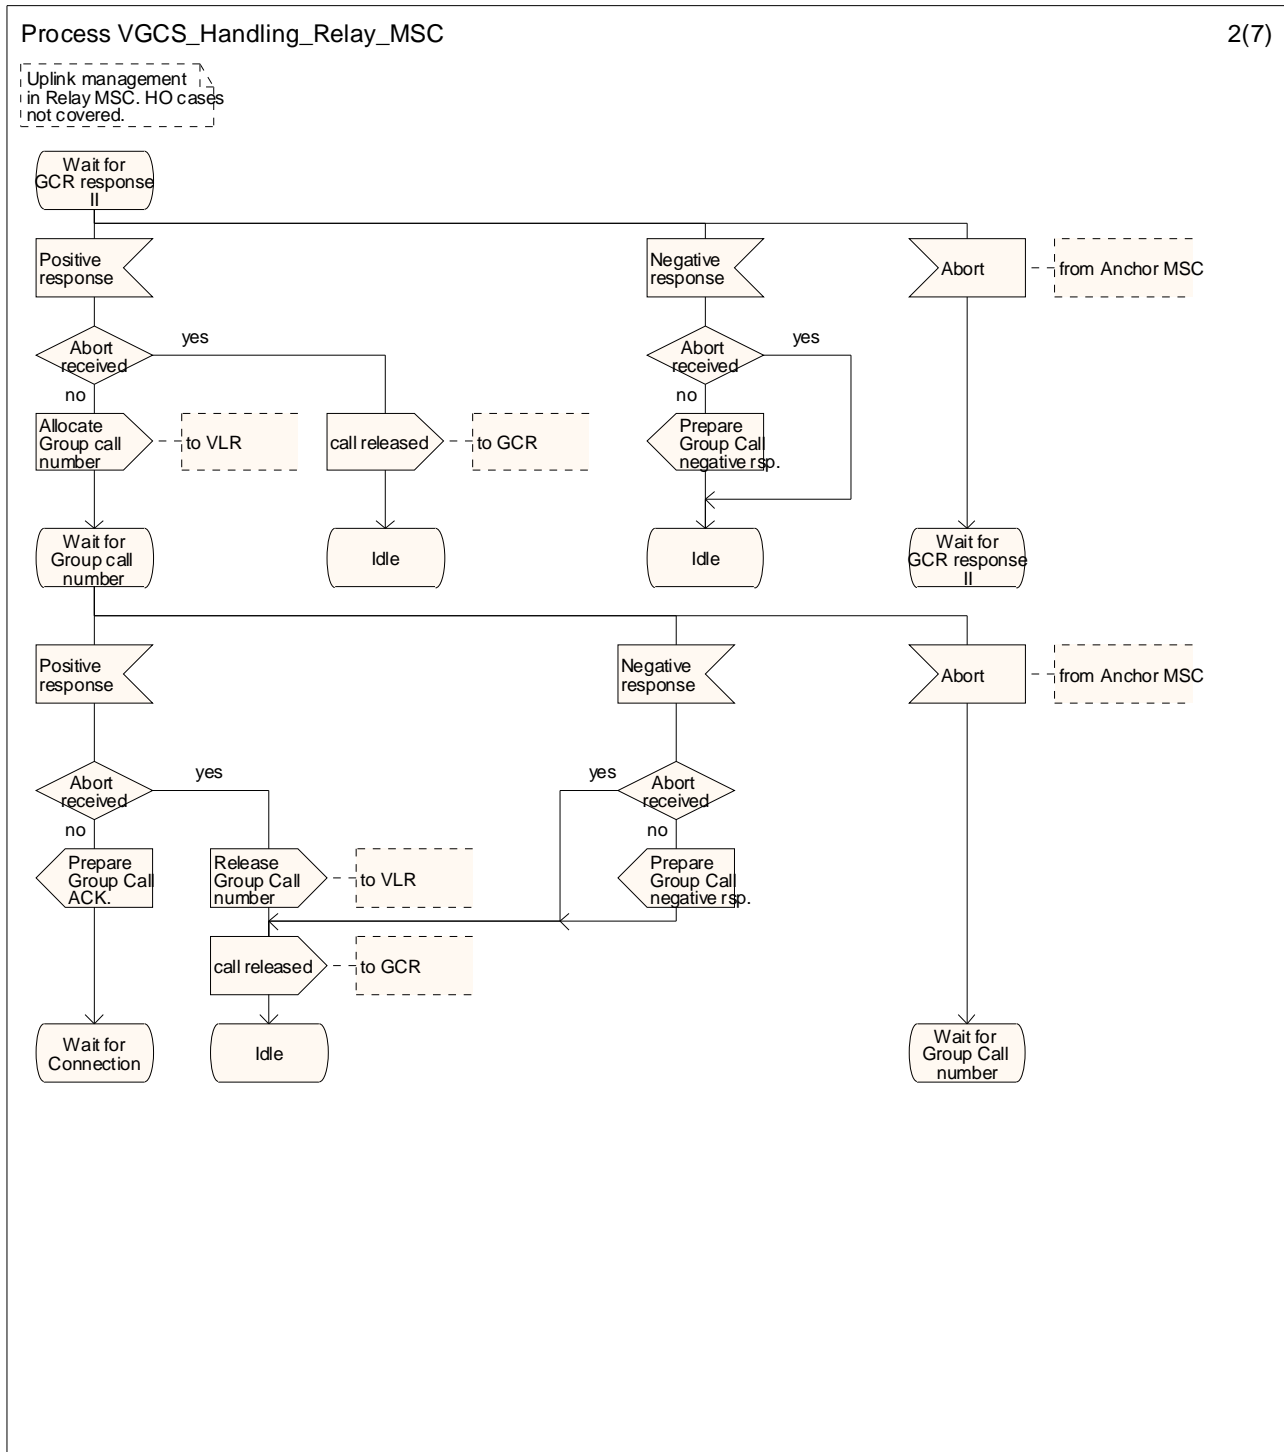 Process VGCS_Handling_Relay_MSC
2(7)
Uplink management
in Relay MSC. HO cases
not covered.
Wait for
GCR response
II
Positive
response
Negative
response
Abort
from Anchor MSC
Abort
received
yes
no
Abort
received
yes
no
Allocate
Group call
number
to VLR
call released
to GCR
Prepare
Group Call
negative rsp.
Wait for
Group call
number
Idle
Idle
Wait for
GCR response
II
Positive
response
Negative
response
Abort
from Anchor MSC
Abort
received
yes
no
yes
Abort
received
no
Prepare
Group Call
ACK.
Release
Group Call
number
to VLR
Prepare
Group Call
negative rsp.
call released
to GCR
Wait for
Connection
Idle
Wait for
Group Call
number